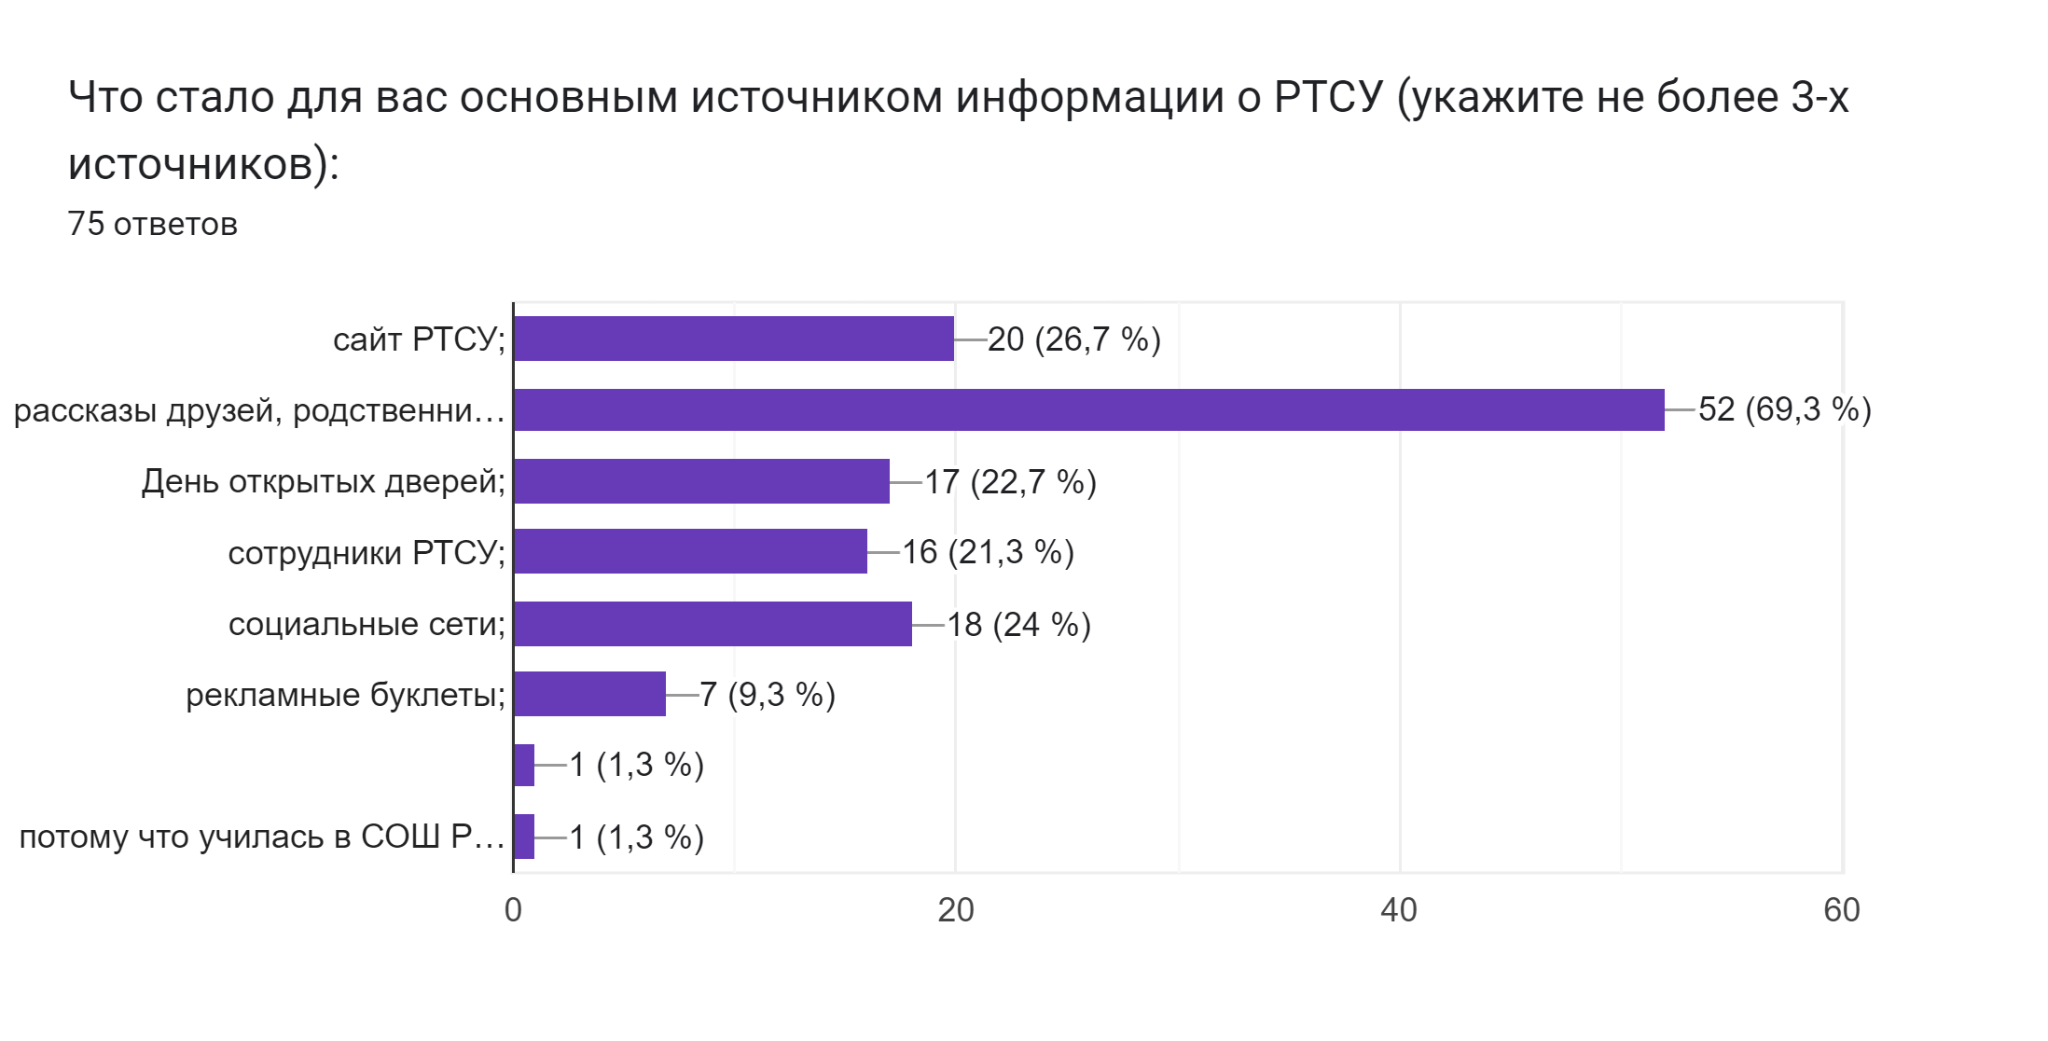 Что стало для вас основным источником информации о РТСУ (укажите не более 3-х
источников):
75 ответов
сайт РТСУ; 20 (26,7 %)
рассказы друзей, родственни… 52 (69,3 %)
День открытых дверей; 17 (22,7 %)
сотрудники РТСУ; 16 (21,3 %)
социальные сети; 18 (24 %)
рекламные буклеты; 7 (9,3 %)
1 (1,3 %)
потому что училась в СОШ Р… 1 (1,3 %)
0 20 40 60